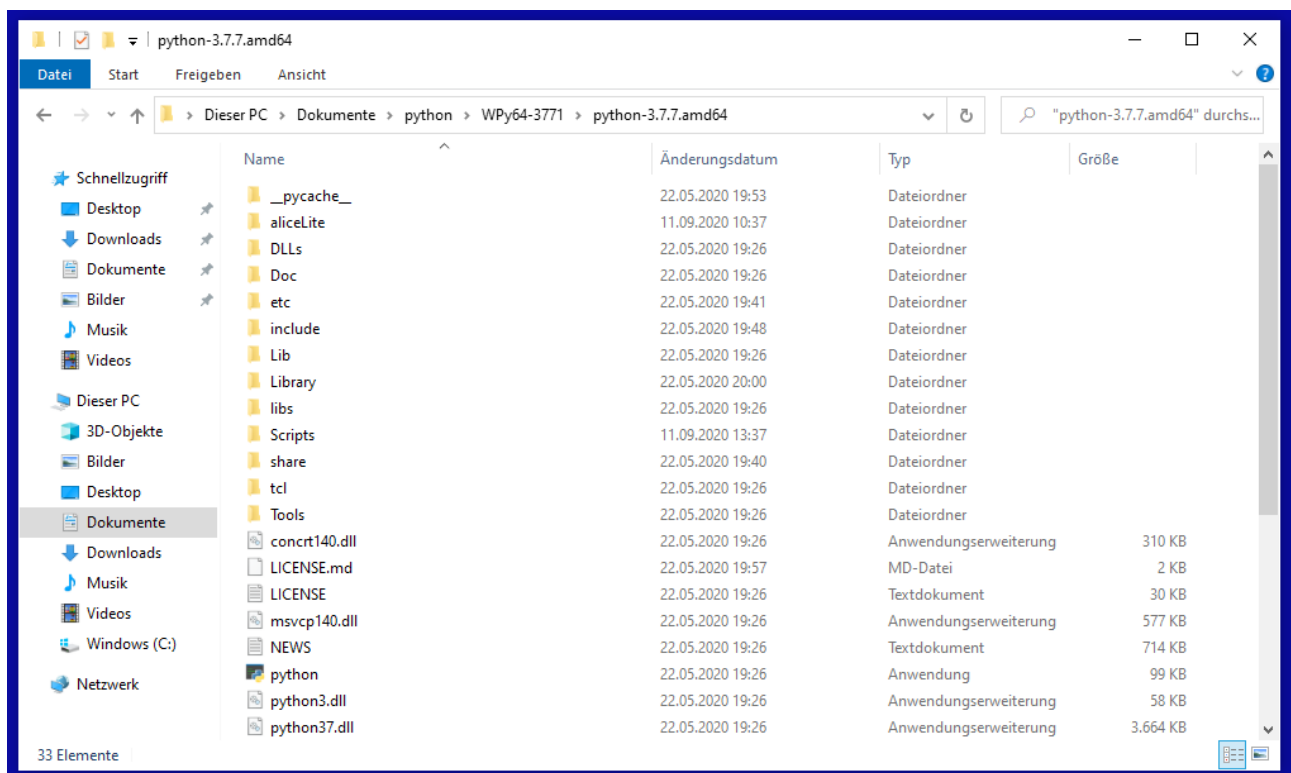 python-3.7.7.amd64
Datei Start Freigeben Ansicht
Dieser PC > Dokumente > python > WPy64-3771 > python-3.7.7.amd64 "python-3.7.7.amd64" durchs...
Schnellzugriff
Desktop
Downloads
Dokumente
Bilder
Musik
Videos
Dieser PC
3D-Objekte
Bilder
Desktop
Dokumente
Downloads
Musik
Videos
Windows (C:)
Netzwerk
Name Änderungsdatum Typ Größe
__pycache__ 22.05.2020 19:53 Dateiordner
aliceLite 11.09.2020 10:37 Dateiordner
DLLs 22.05.2020 19:26 Dateiordner
Doc 22.05.2020 19:26 Dateiordner
etc 22.05.2020 19:41 Dateiordner
include 22.05.2020 19:48 Dateiordner
Lib 22.05.2020 19:26 Dateiordner
Library 22.05.2020 20:00 Dateiordner
libs 22.05.2020 19:26 Dateiordner
Scripts 11.09.2020 13:37 Dateiordner
share 22.05.2020 19:40 Dateiordner
tcl 22.05.2020 19:26 Dateiordner
Tools 22.05.2020 19:26 Dateiordner
concrt140.dll 22.05.2020 19:26 Anwendungserweiterung 310 KB
LICENSE.md 22.05.2020 19:57 MD-Datei 2 KB
LICENSE 22.05.2020 19:26 Textdokument 30 KB
msvcp140.dll 22.05.2020 19:26 Anwendungserweiterung 577 KB
NEWS 22.05.2020 19:26 Textdokument 714 KB
python 22.05.2020 19:26 Anwendung 99 KB
python3.dll 22.05.2020 19:26 Anwendungserweiterung 58 KB
python37.dll 22.05.2020 19:26 Anwendungserweiterung 3.664 KB
33 Elemente